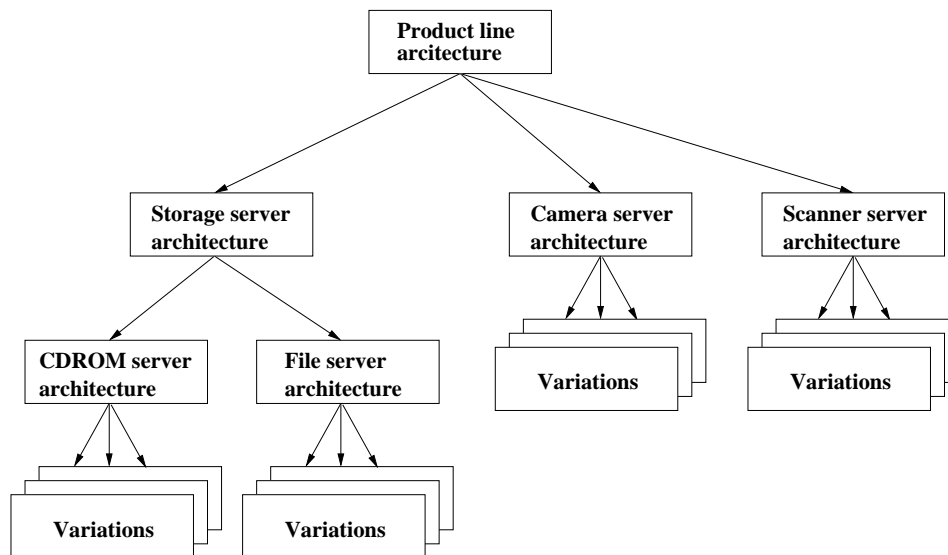 Product line
arcitecture
Storage server
architecture
Camera server
architecture
Scanner server
architecture
CDROM server
architecture
File server
architecture
Variations
Variations
Variations
Variations